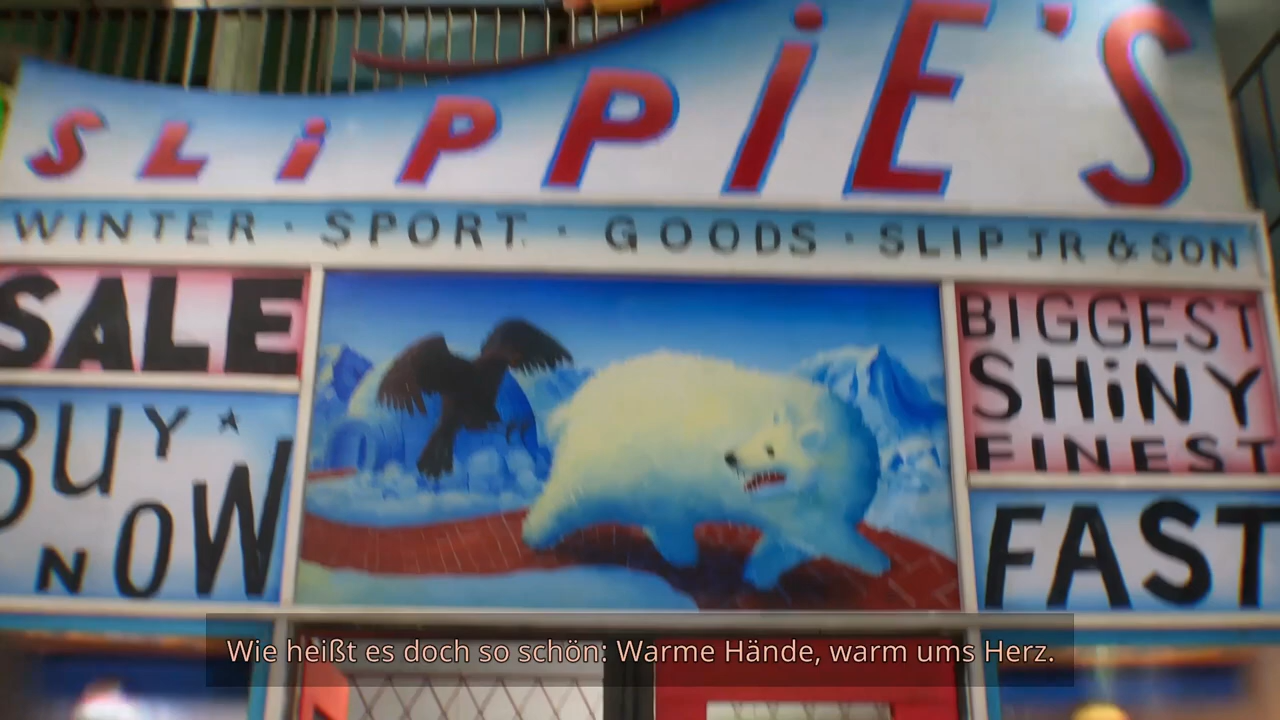 SLiPPiE'S
WINTER · SPORT · GOODS · SLIP JR & SON
SALE
BUY
NOW
BIGGEST
SHiNY
FINEST
FAST
Wie heißt es doch so schön: Warme Hände, warm ums Herz.